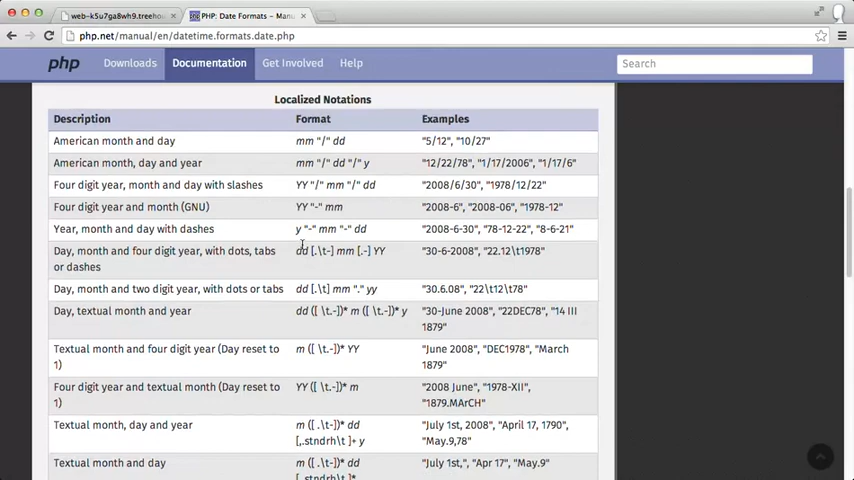 web-k5u7ga8wh9.treehou
PHP: Date Formats – Manu
php.net/manual/en/datetime.formats.date.php
php Downloads Documentation Get Involved Help Search
Localized Notations
Description Format Examples
American month and day mm "/" dd "5/12", "10/27"
American month, day and year mm "/" dd "/" y "12/22/78", "1/17/2006", "1/17/6"
Four digit year, month and day with slashes YY "/" mm "/" dd "2008/6/30", "1978/12/22"
Four digit year and month (GNU) YY "-" mm "2008-6", "2008-06", "1978-12"
Year, month and day with dashes y "-" mm "-" dd "2008-6-30", "78-12-22", "8-6-21"
Day, month and four digit year, with dots, tabs dd [.\t-] mm [.-] YY "30-6-2008", "22.12\t1978"
or dashes
Day, month and two digit year, with dots or tabs dd [.\t] mm "." yy "30.6.08", "22\t12\t78"
Day, textual month and year dd ([ \t.-])* m ([ \t.-])* y "30-June 2008", "22DEC78", "14 III
1879"
Textual month and four digit year (Day reset to m ([ \t.-])* YY "June 2008", "DEC1978", "March
1) 1879"
Four digit year and textual month (Day reset to YY ([ \t.-])* m "2008 June", "1978-XII",
1) "1879.MArCH"
Textual month, day and year m ([ .\t-])* dd "July 1st, 2008", "April 17, 1790",
[,.stndrh\t ]+ y "May.9,78"
Textual month and day m ([ .\t-])* dd "July 1st,", "Apr 17", "May.9"
[,.stndrh\t ]*